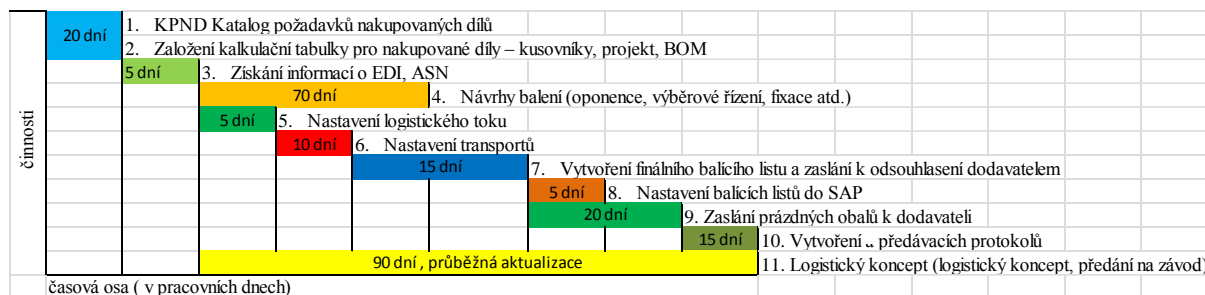 činnosti
1. KPND Katalog požadavků nakupovaných dílů
20 dní
2. Založení kalkulační tabulky pro nakupované díly – kusovníky, projekt, BOM
5 dní 3. Získání informací o EDI, ASN
70 dní 4. Návrhy balení (oponence, výběrové řízení, fixace atd.)
5 dní 5. Nastavení logistického toku
10 dní 6. Nastavení transportů
15 dní 7. Vytvoření finálního balícího listu a zaslání k odsouhlasení dodavatelem
5 dní 8. Nastavení balících listů do SAP
20 dní 9. Zaslání prázdných obalů k dodavateli
15 dní 10. Vytvoření .. předávacích protokolů
90 dní , průběžná aktualizace 11. Logistický koncept (logistický koncept, předání na závod)
časová osa ( v pracovních dnech)